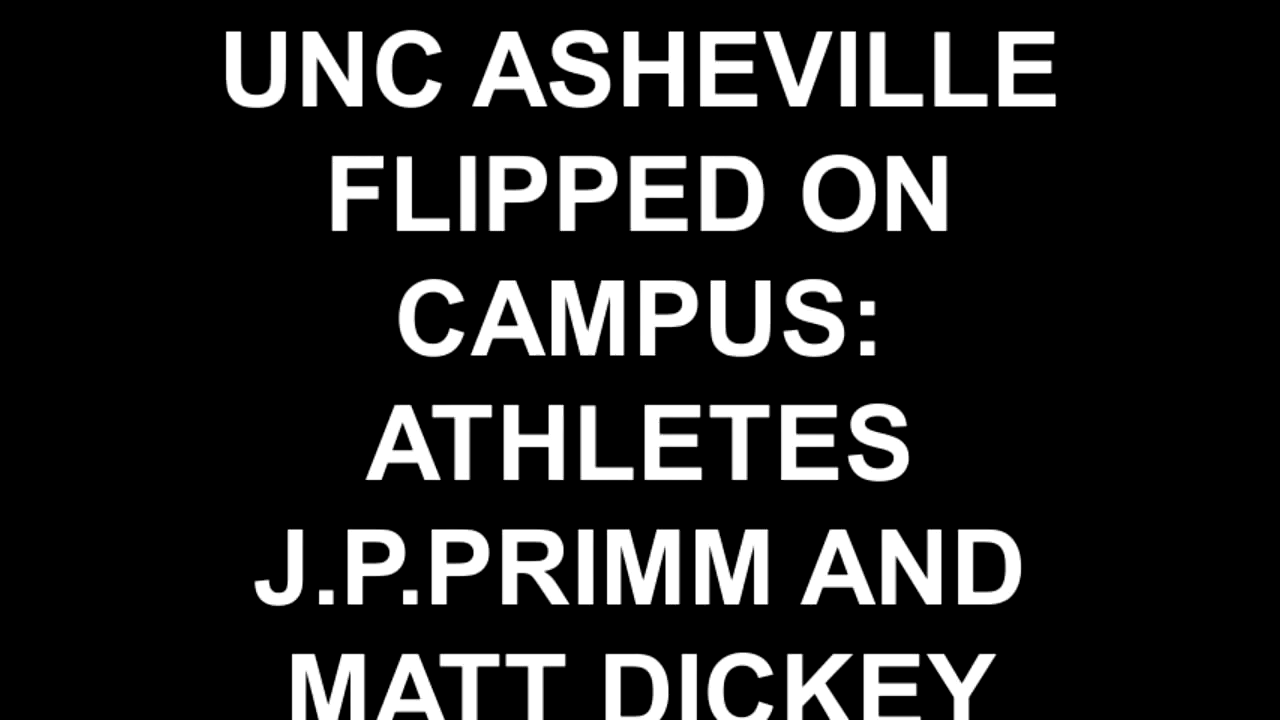 UNC ASHEVILLE
FLIPPED ON
CAMPUS:
ATHLETES
J.P.PRIMM AND
MATT DICKEY